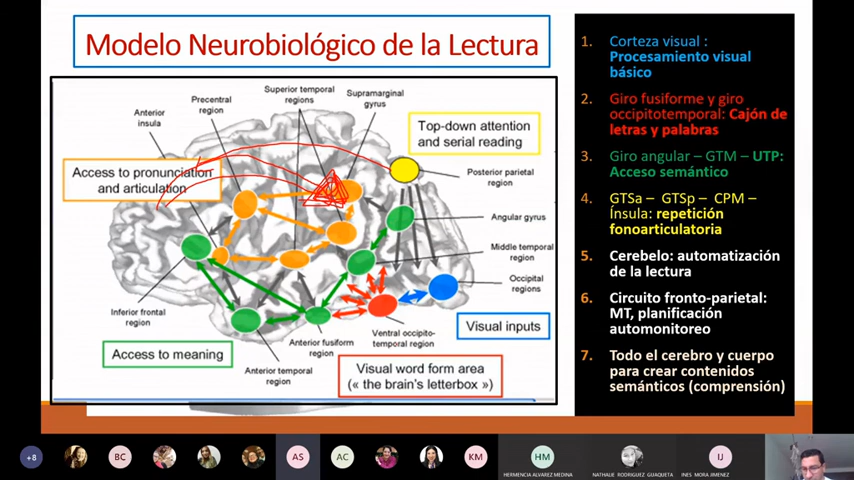 Modelo Neurobiológico de la Lectura
Superior temporal
regions
Supramarginal
gyrus
Precentral
region
Anterior
insula
Top-down attention
and serial reading
Access to pronunciation
and articulation
Posterior parietal
region
Angular gyrus
Middle temporal
region
Occipital
regions
Inferior frontal
region
Visual inputs
Ventral occipito-
temporal region
Anterior fusiform
region
Access to meaning
Anterior temporal
region
Visual word form area
(« the brain's letterbox »)
1. Corteza visual :
Procesamiento visual
básico
2. Giro fusiforme y giro
occipitotemporal: Cajón de
letras y palabras
3. Giro angular – GTM – UTP:
Acceso semántico
4. GTSa – GTSp – CPM –
Ínsula: repetición
fonoarticulatoria
5. Cerebelo: automatización
de la lectura
6. Circuito fronto-parietal:
MT, planificación
automonitoreo
7. Todo el cerebro y cuerpo
para crear contenidos
semánticos (comprensión)
+8
BC
AS
AC
KM
HM
IJ
HERMENCIA ALVAREZ MEDINA
NATHALIE RODRIGUEZ GUAQUETA
INES MORA JIMENEZ